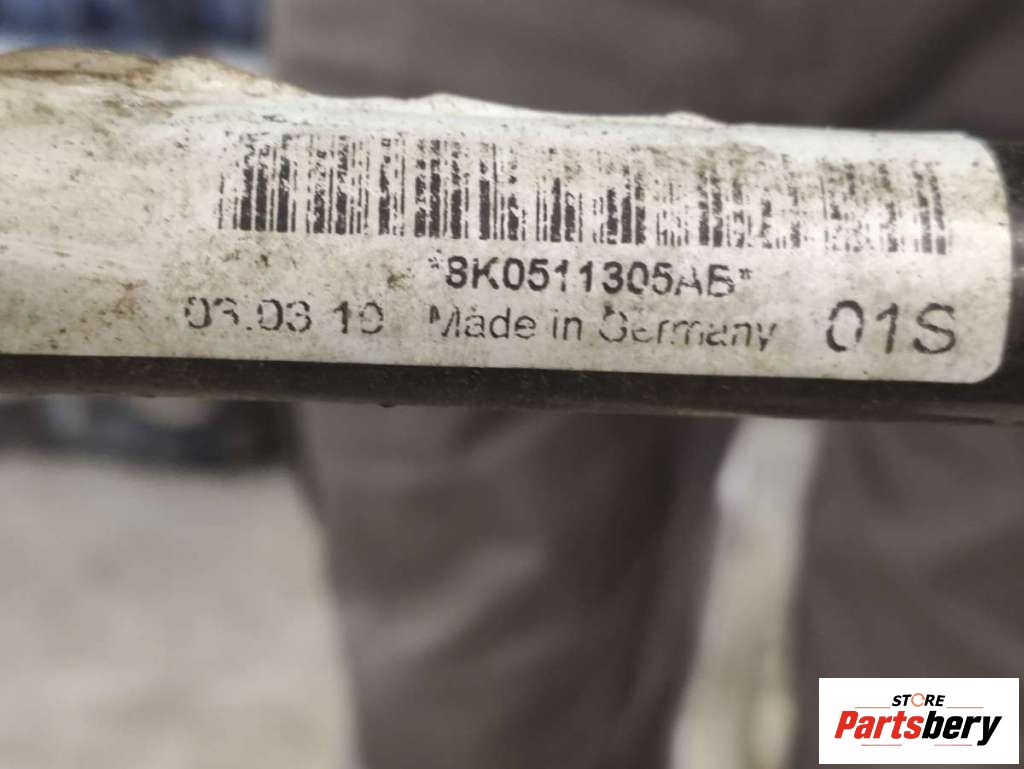 *8K0511305AB*
03.03.10 Made in Germany 01S
STORE
Partsbery